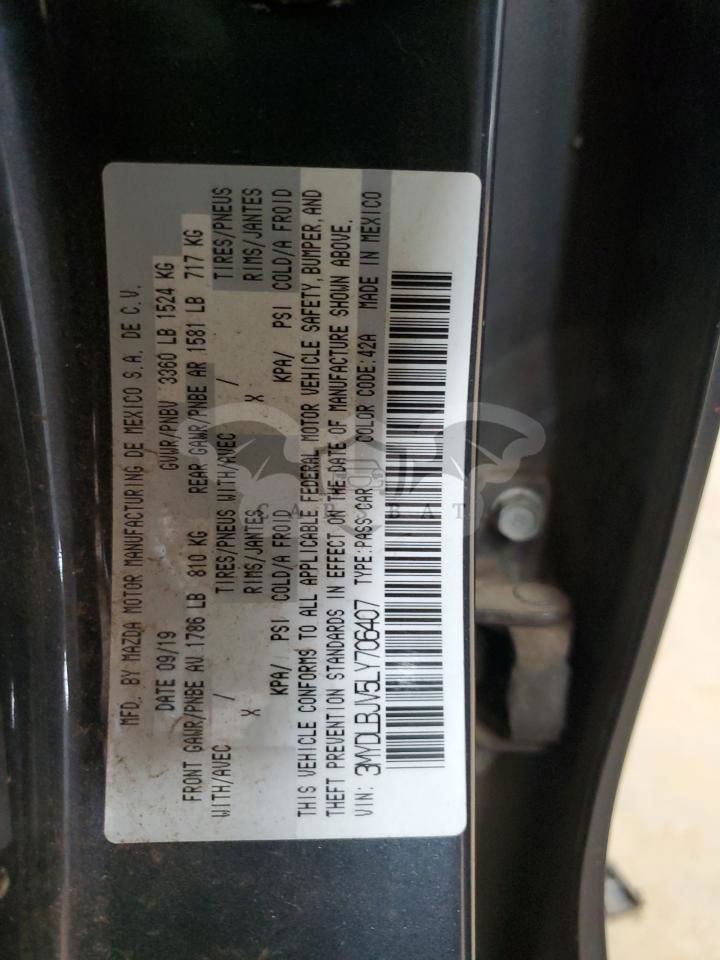 MFD. BY MAZDA MOTOR MANUFACTURING DE MEXICO S.A. DE C.V.
DATE 09/19 GVWR/PNBV 3360 LB 1524 KG
FRONT GAWR/PNBE AV 1786 LB 810 KG REAR GAWR/PNBE AR 1581 LB 717 KG
WITH/AVEC / TIRES/PNEUS WITH/AVEC / TIRES/PNEUS
X RIMS/JANTES X RIMS/JANTES
KPA/ PSI COLD/A FROID KPA/ PSI COLD/A FROID
THIS VEHICLE CONFORMS TO ALL APPLICABLE FEDERAL MOTOR VEHICLE SAFETY, BUMPER, AND
THEFT PREVENTION STANDARDS IN EFFECT ON THE DATE OF MANUFACTURE SHOWN ABOVE.
VIN: 3MYDLBJV5LY706407 TYPE:PASS CAR COLOR CODE:42A MADE IN MEXICO
CARSBAT